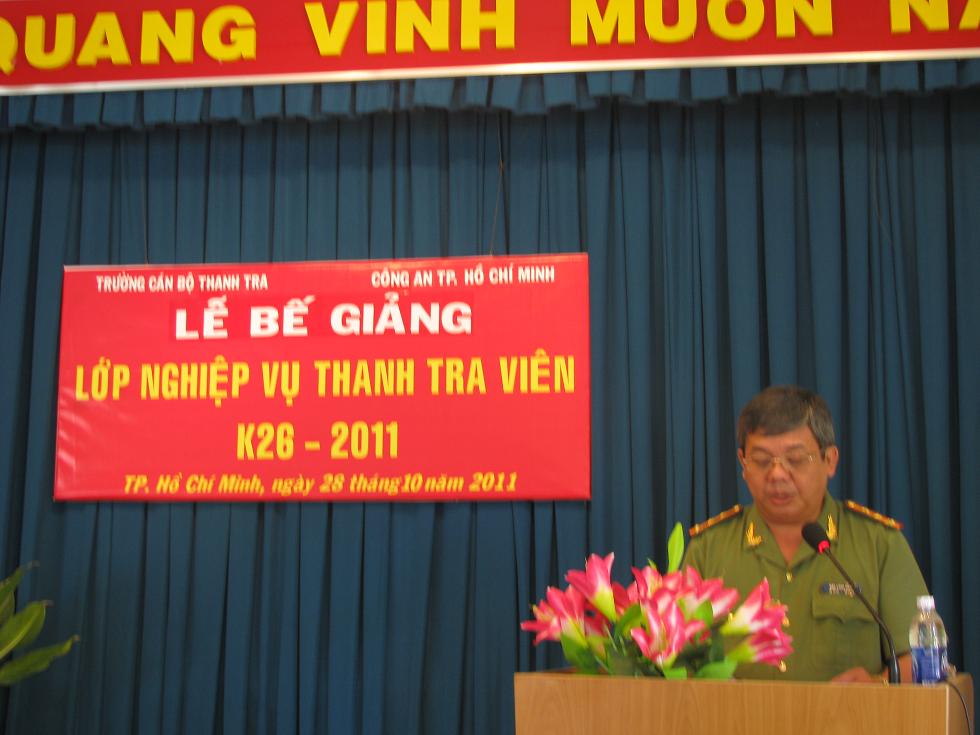 QUANG VINH MUÔN NĂ
TRƯỜNG CÁN BỘ THANH TRA CÔNG AN TP. HỒ CHÍ MINH
LỄ BẾ GIẢNG
LỚP NGHIỆP VỤ THANH TRA VIÊN
K26 - 2011
TP. Hồ Chí Minh, ngày 28 tháng 10 năm 2011